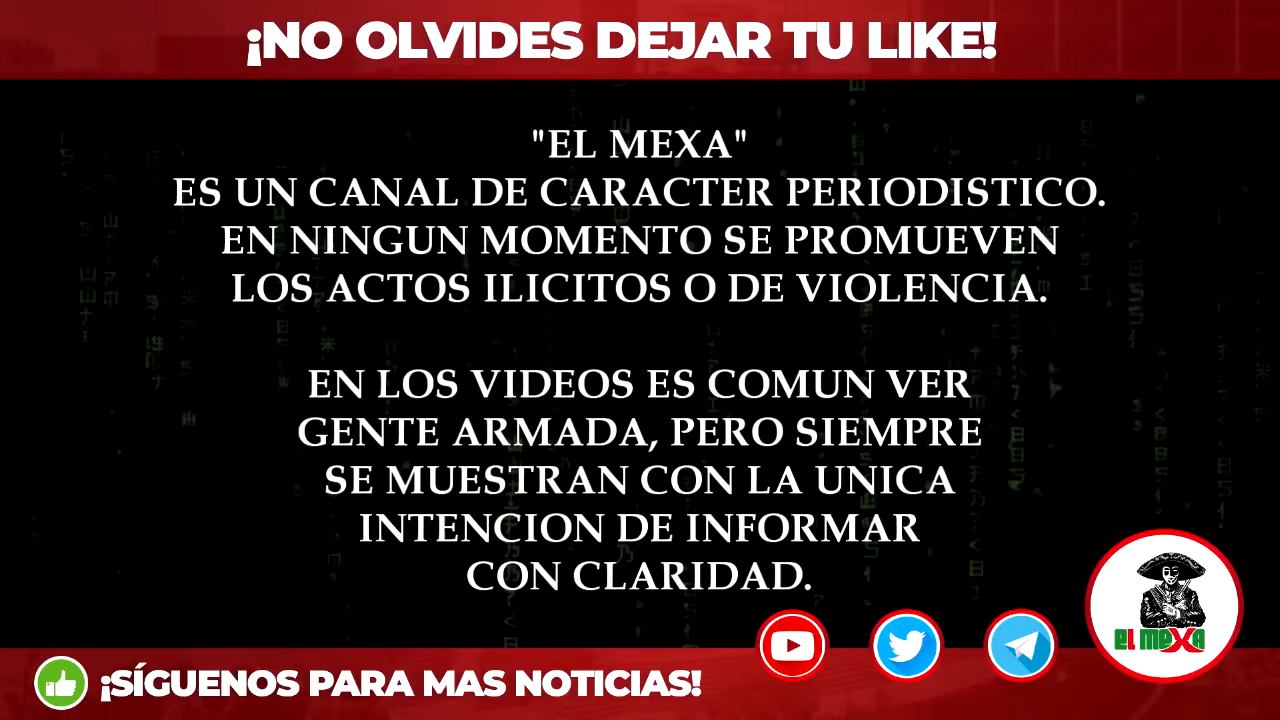 ¡NO OLVIDES DEJAR TU LIKE!
"EL MEXA"
ES UN CANAL DE CARACTER PERIODISTICO.
EN NINGUN MOMENTO SE PROMUEVEN
LOS ACTOS ILICITOS O DE VIOLENCIA.
EN LOS VIDEOS ES COMUN VER
GENTE ARMADA, PERO SIEMPRE
SE MUESTRAN CON LA UNICA
INTENCION DE INFORMAR
CON CLARIDAD.
EL MEXA
¡SÍGUENOS PARA MAS NOTICIAS!